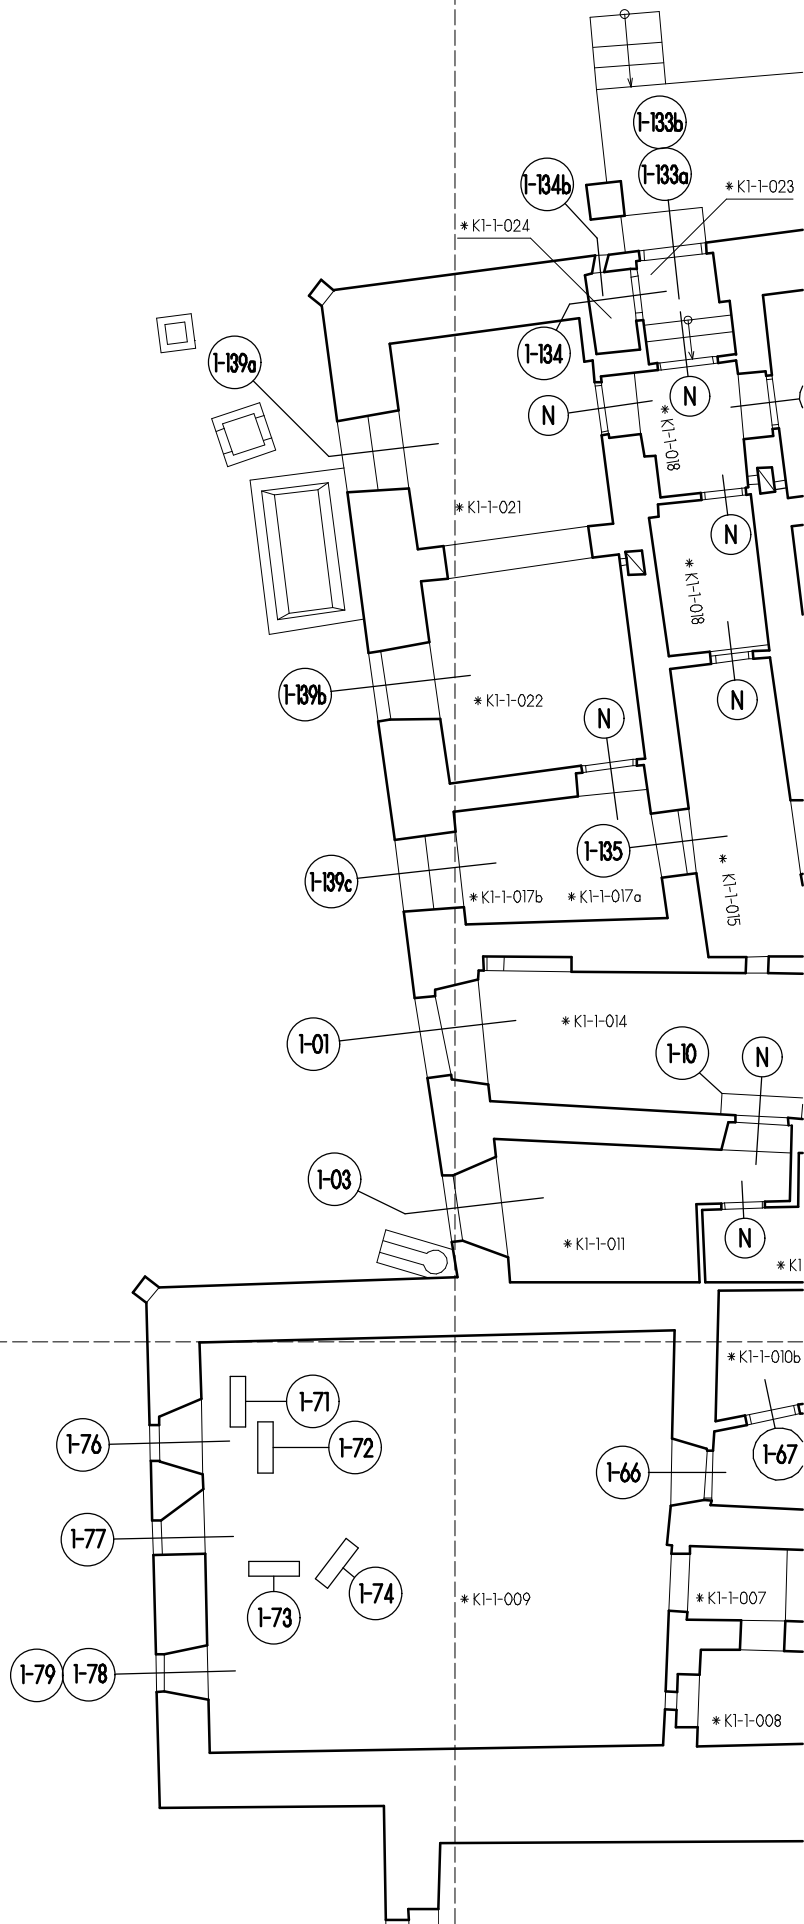 1-133b
1-133a
1-134b
* K1-1-023
* K1-1-024
1-134
1-139a
N
N
* K1-1-018
* K1-1-021
N
* K1-1-018
1-139b
* K1-1-022
N
N
1-135
1-139c
* K1-1-017b
* K1-1-017a
* K1-1-015
1-01
* K1-1-014
1-10
N
1-03
* K1-1-011
N
* K1
* K1-1-010b
1-71
1-76
1-72
1-67
1-66
1-77
1-74
* K1-1-009
* K1-1-007
1-73
1-79
1-78
* K1-1-008